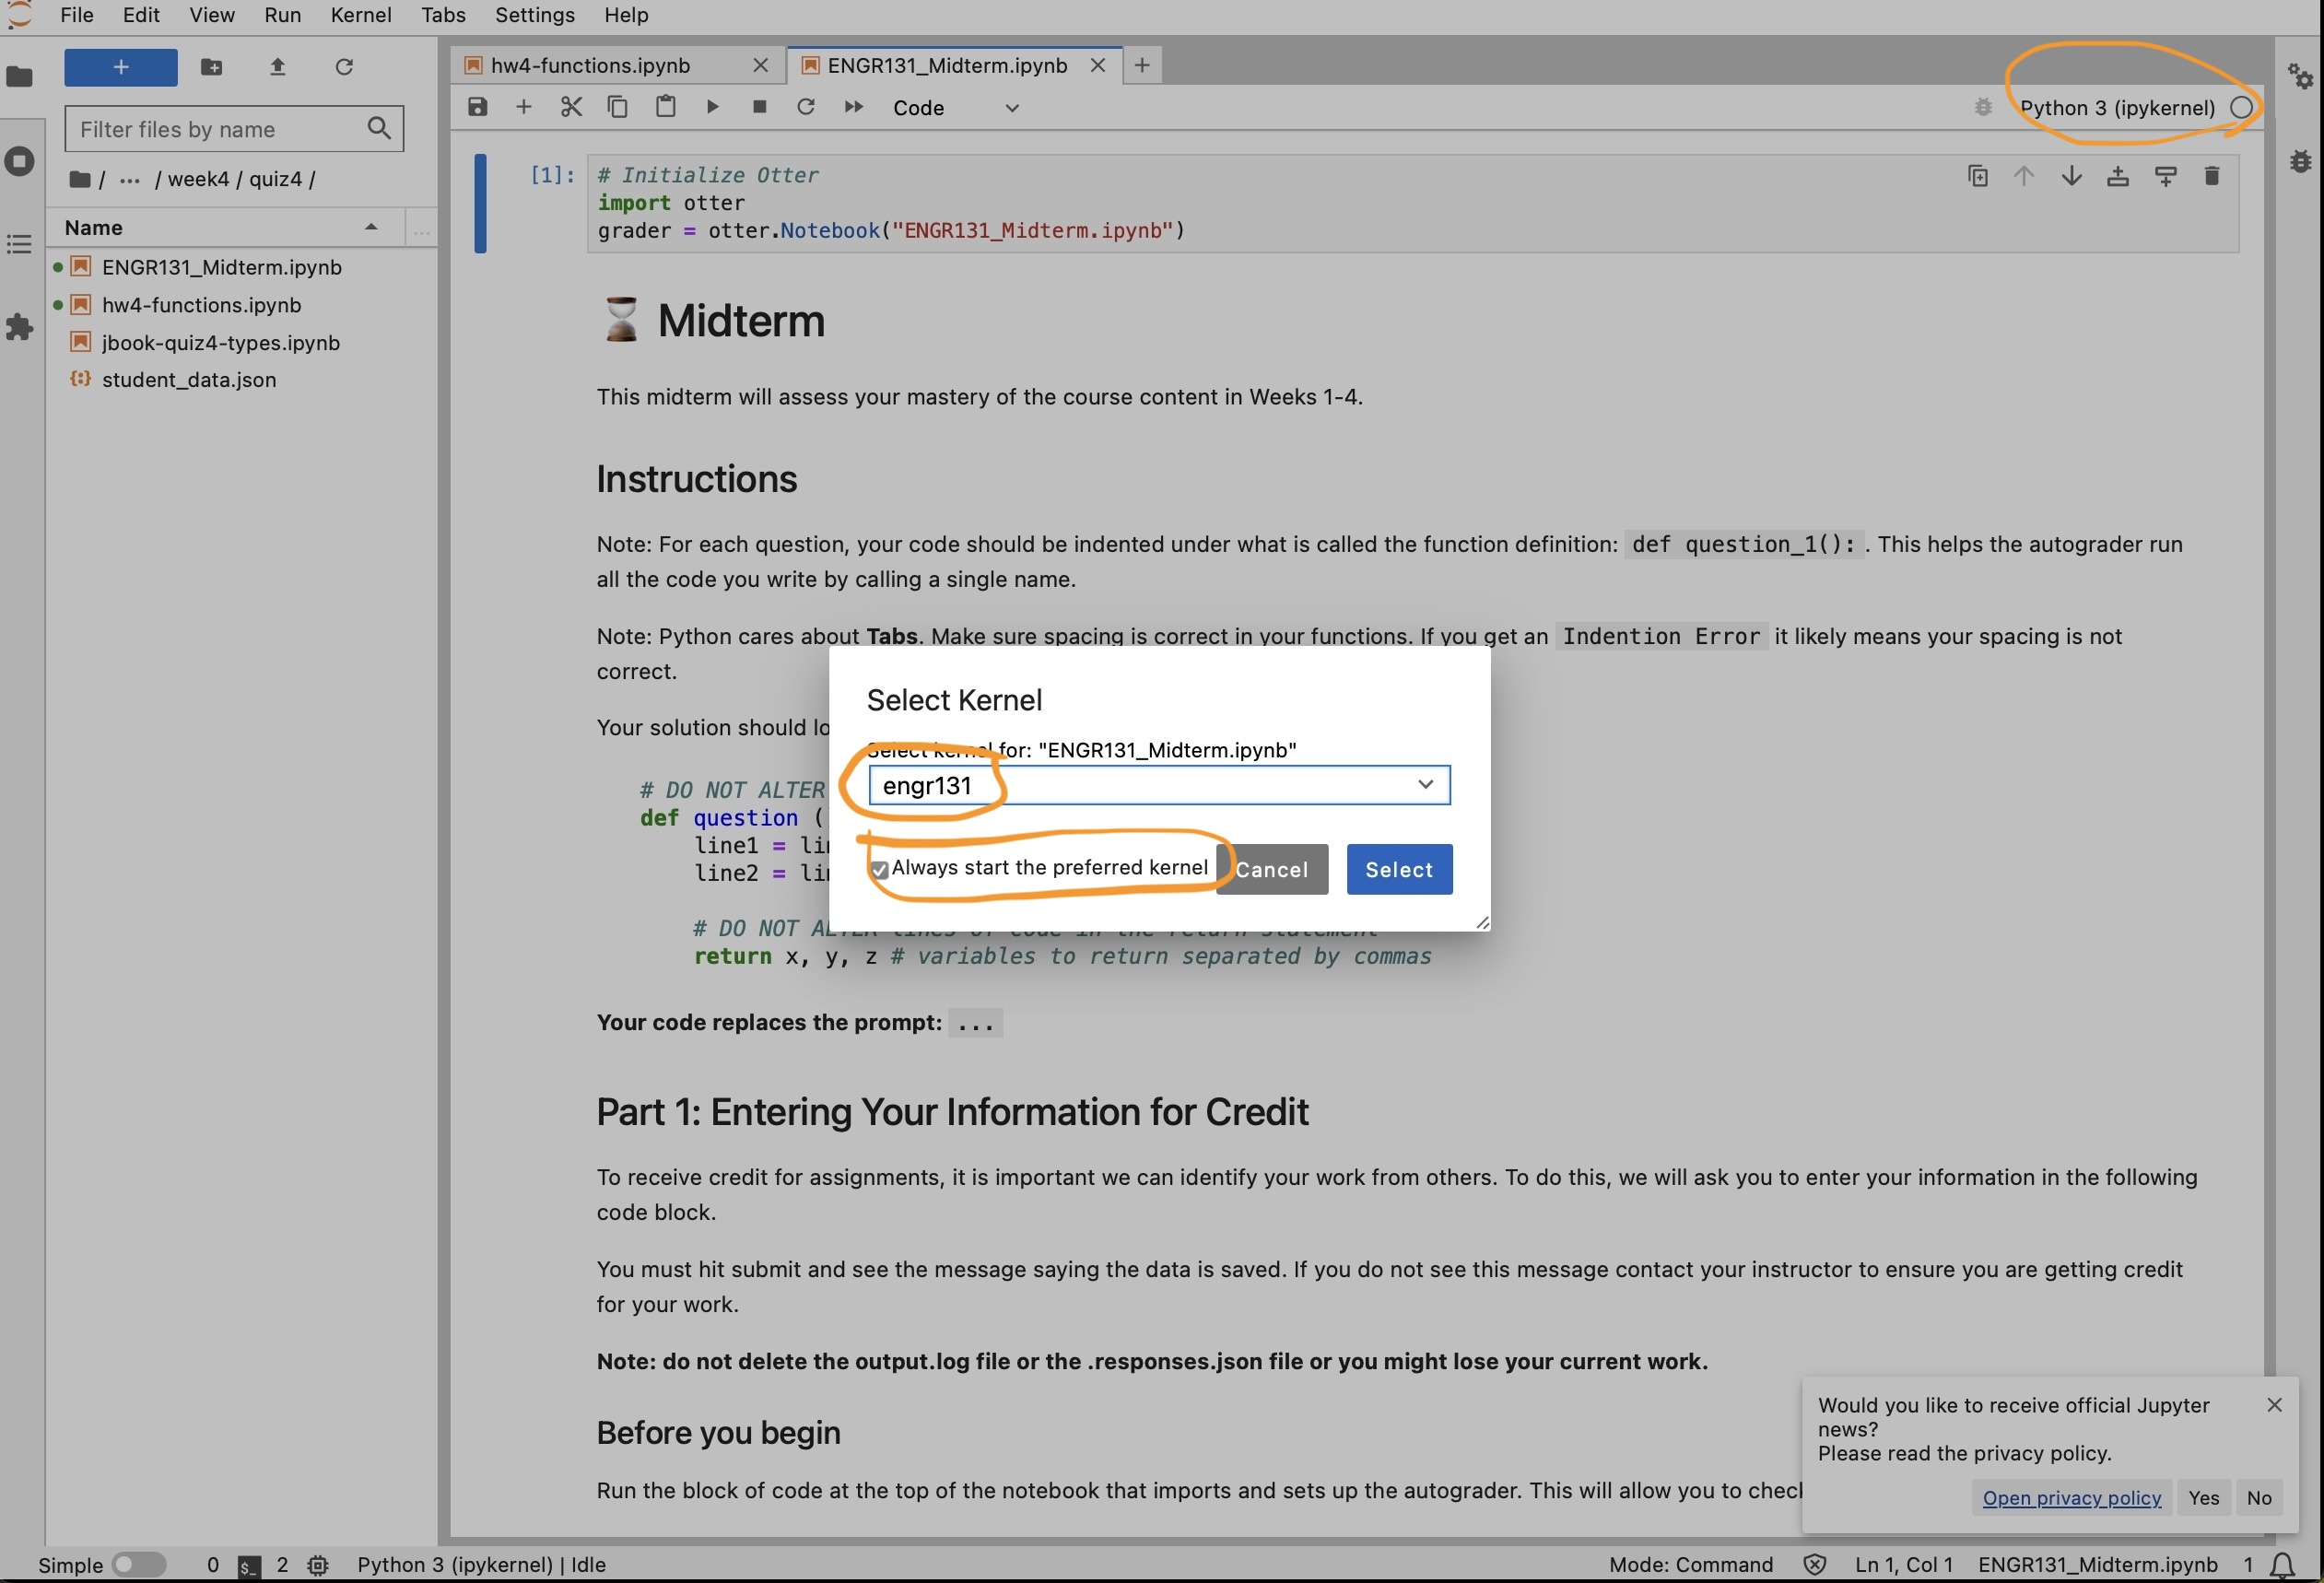 File Edit View Run Kernel Tabs Settings Help
+
Filter files by name
/ ... / week4 / quiz4 /
Name
...
ENGR131_Midterm.ipynb
hw4-functions.ipynb
jbook-quiz4-types.ipynb
student_data.json
hw4-functions.ipynb
ENGR131_Midterm.ipynb
Code
Python 3 (ipykernel)
[1]:
# Initialize Otter
import otter
grader = otter.Notebook("ENGR131_Midterm.ipynb")
⏳ Midterm
This midterm will assess your mastery of the course content in Weeks 1-4.
Instructions
Note: For each question, your code should be indented under what is called the function definition: def question_1(): . This helps the autograder run
all the code you write by calling a single name.
Note: Python cares about Tabs. Make sure spacing is correct in your functions. If you get an Indention Error it likely means your spacing is not
correct.
Your solution should lo
# DO NOT ALTER
def question (
line1 = li
line2 = li
# DO NOT ALTER lines of code in the return statement
return x, y, z # variables to return separated by commas
Select Kernel
Select kernel for: "ENGR131_Midterm.ipynb"
engr131
Always start the preferred kernel
Cancel
Select
Your code replaces the prompt: ...
Part 1: Entering Your Information for Credit
To receive credit for assignments, it is important we can identify your work from others. To do this, we will ask you to enter your information in the following
code block.
You must hit submit and see the message saying the data is saved. If you do not see this message contact your instructor to ensure you are getting credit
for your work.
Note: do not delete the output.log file or the .responses.json file or you might lose your current work.
Before you begin
Run the block of code at the top of the notebook that imports and sets up the autograder. This will allow you to check
Would you like to receive official Jupyter
news?
Please read the privacy policy.
Open privacy policy
Yes
No
Simple 0 $_ 2 Python 3 (ipykernel) | Idle
Mode: Command Ln 1, Col 1 ENGR131_Midterm.ipynb 1